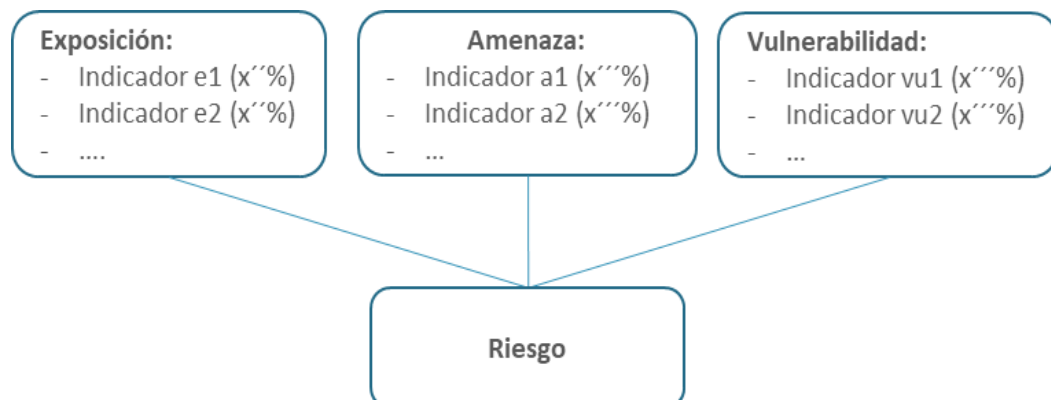 Exposición:
- Indicador e1 (x´´%)
- Indicador e2 (x´´%)
- ....
Amenaza:
- Indicador a1 (x´´´%)
- Indicador a2 (x´´´%)
- ...
Vulnerabilidad:
- Indicador vu1 (x´´´%)
- Indicador vu2 (x´´´%)
- ...
Riesgo